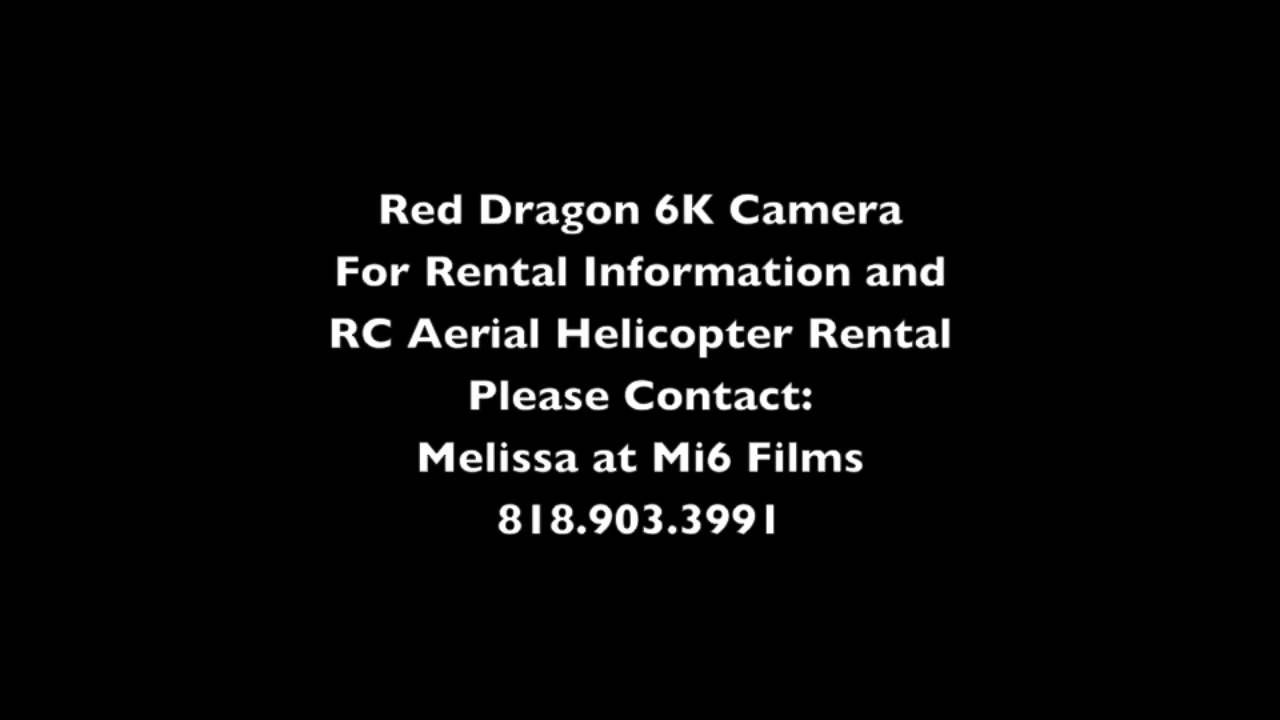 Red Dragon 6K Camera
For Rental Information and
RC Aerial Helicopter Rental
Please Contact:
Melissa at Mi6 Films
818.903.3991